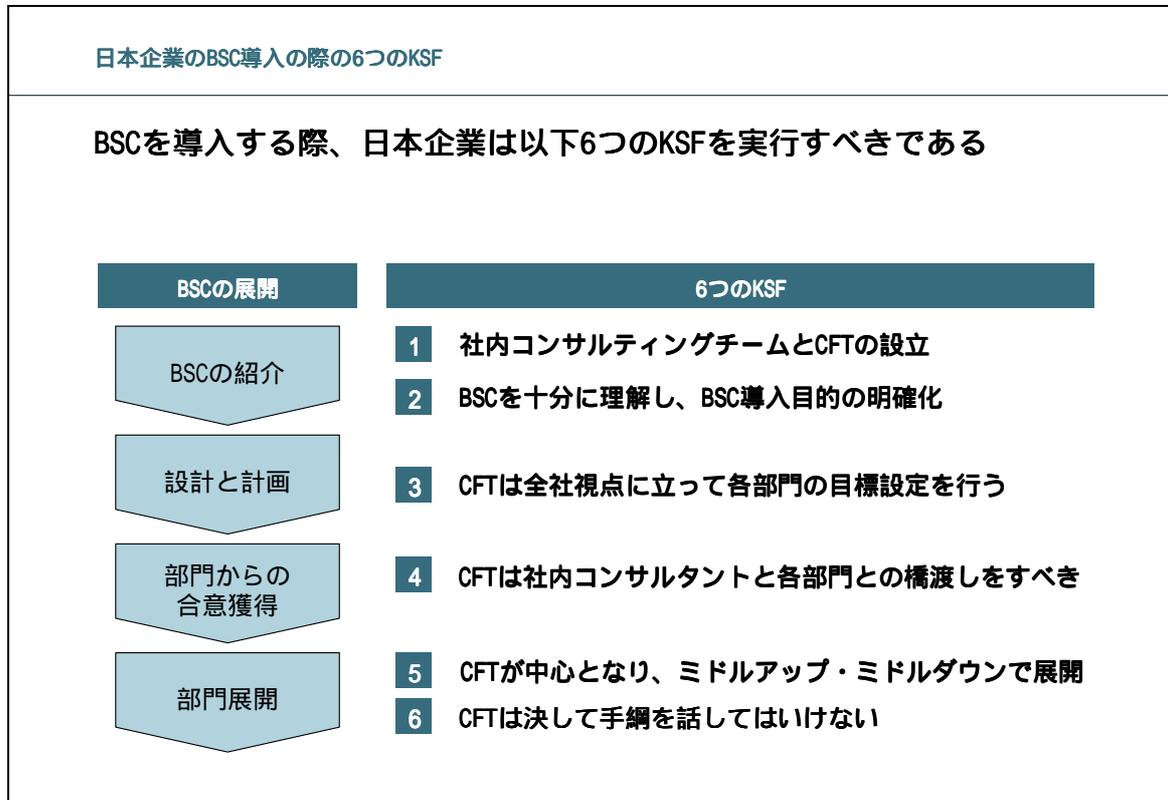 日本企業のBSC導入の際の6つのKSF
BSCを導入する際、日本企業は以下6つのKSFを実行すべきである
BSCの展開
6つのKSF
BSCの紹介
1 社内コンサルティングチームとCFTの設立
2 BSCを十分に理解し、BSC導入目的の明確化
設計と計画
3 CFTは全社視点に立って各部門の目標設定を行う
部門からの
合意獲得
4 CFTは社内コンサルタントと各部門との橋渡しをすべき
部門展開
5 CFTが中心となり、ミドルアップ・ミドルダウンで展開
6 CFTは決して手綱を話してはいけない